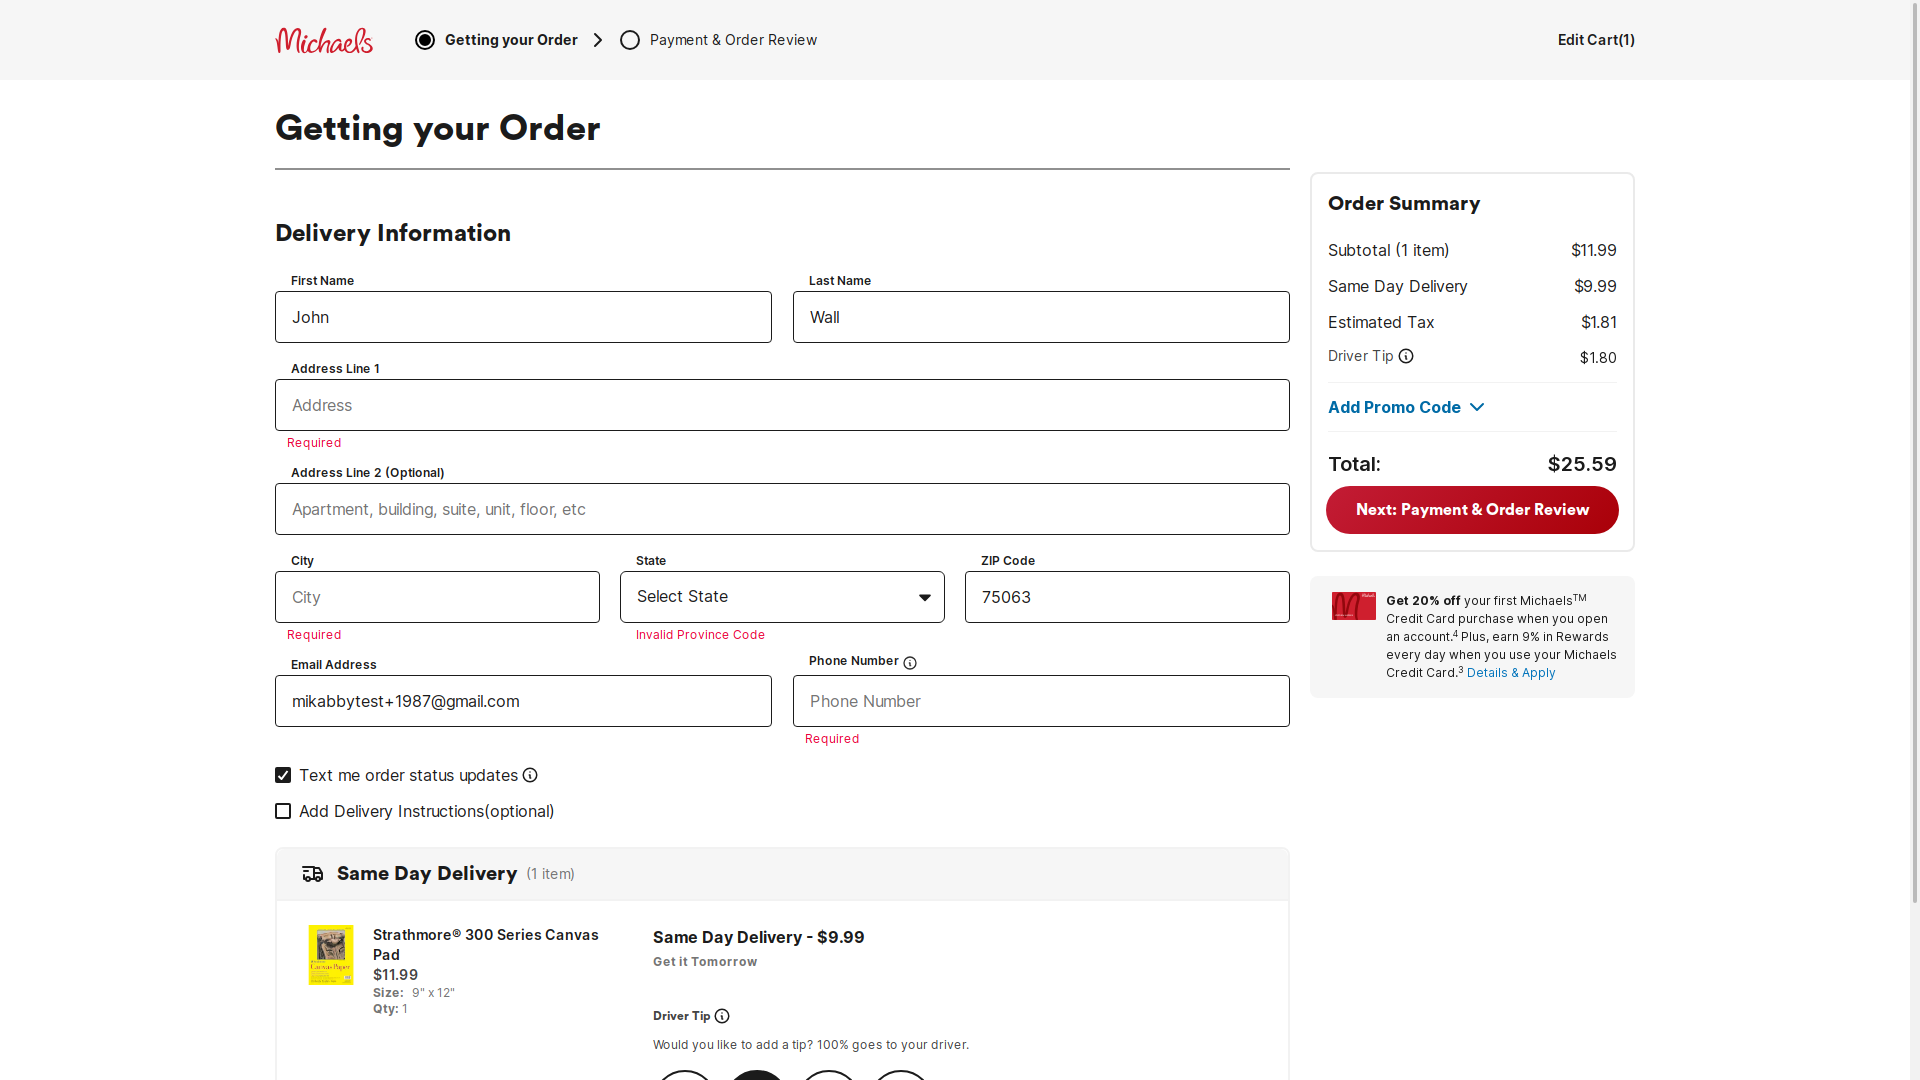 Michaels Getting your Order Payment & Order Review Edit Cart(1)
Getting your Order
Delivery Information
First Name Last Name
John Wall
Address Line 1
Address
Required
Address Line 2 (Optional)
Apartment, building, suite, unit, floor, etc
City State ZIP Code
City Select State 75063
Required Invalid Province Code
Email Address Phone Number
mikabbytest+1987@gmail.com Phone Number
Required
Text me order status updates
Add Delivery Instructions(optional)
Same Day Delivery (1 item)
Strathmore® 300 Series Canvas
Pad
$11.99
Size: 9" x 12"
Qty: 1
Same Day Delivery - $9.99
Get it Tomorrow
Driver Tip
Would you like to add a tip? 100% goes to your driver.
Order Summary
Subtotal (1 item) $11.99
Same Day Delivery $9.99
Estimated Tax $1.81
Driver Tip $1.80
Add Promo Code
Total: $25.59
Next: Payment & Order Review
Get 20% off your first Michaels™
Credit Card purchase when you open
an account.⁴ Plus, earn 9% in Rewards
every day when you use your Michaels
Credit Card.³ Details & Apply